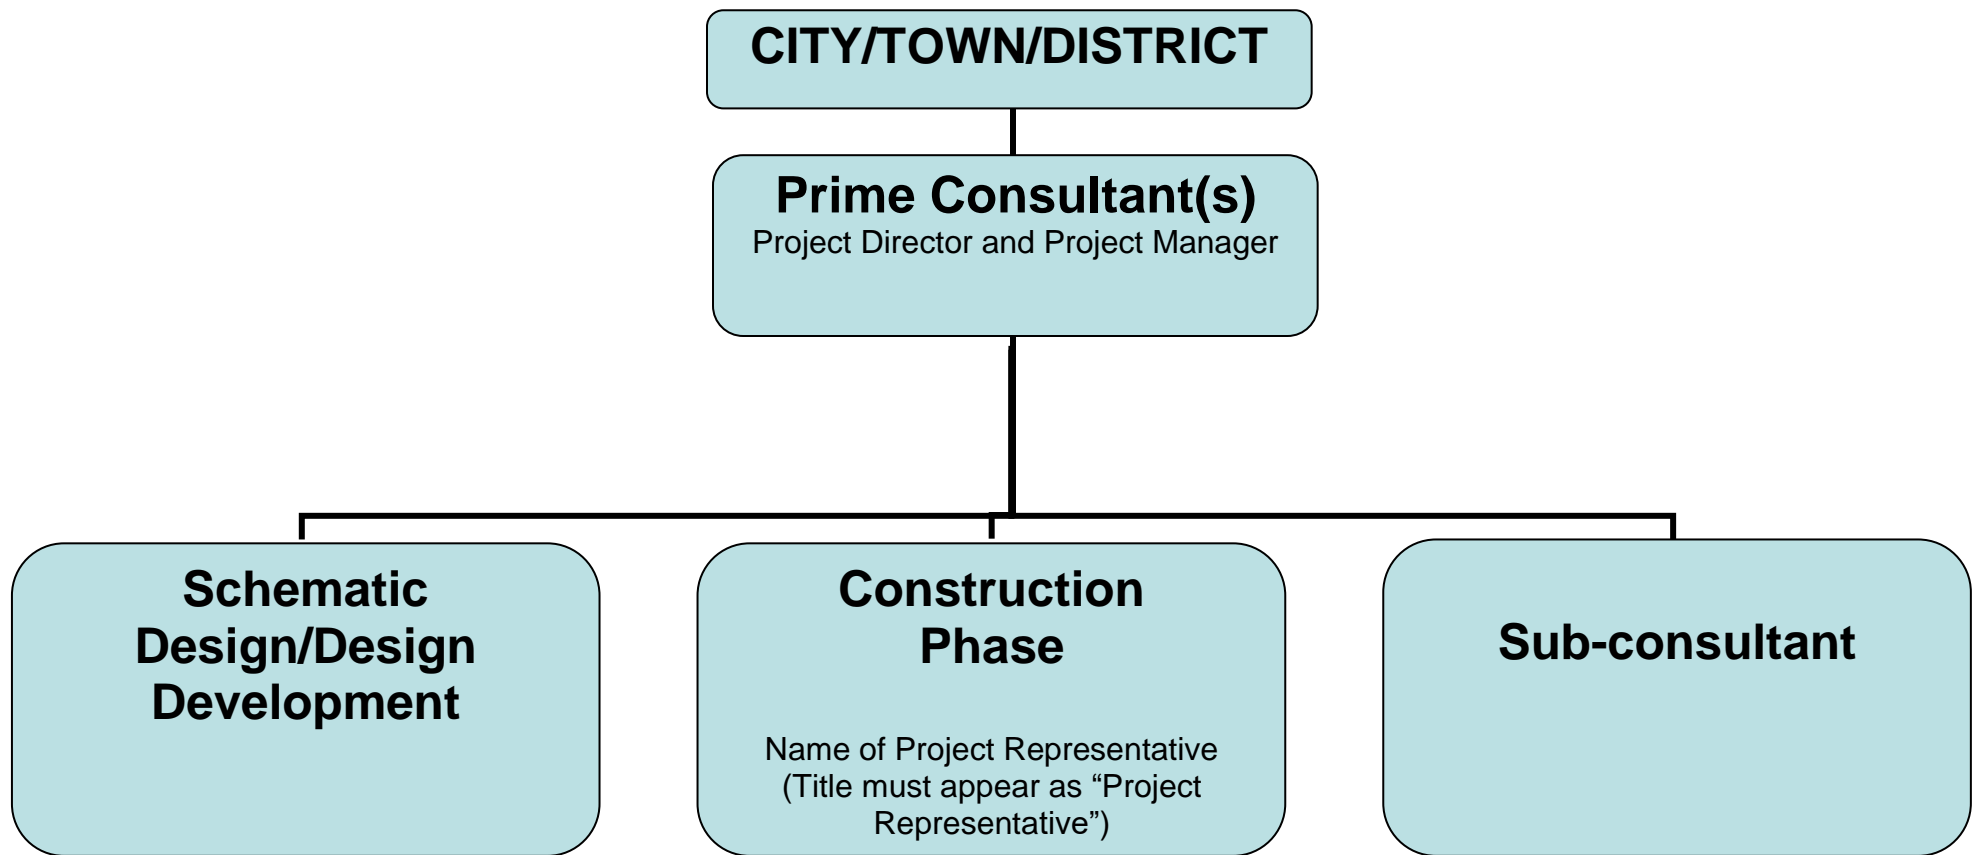 CITY/TOWN/DISTRICT
Prime Consultant(s)
Project Director and Project Manager
Schematic
Design/Design
Development
Construction
Phase
Name of Project Representative
(Title must appear as “Project
Representative”)
Sub-consultant